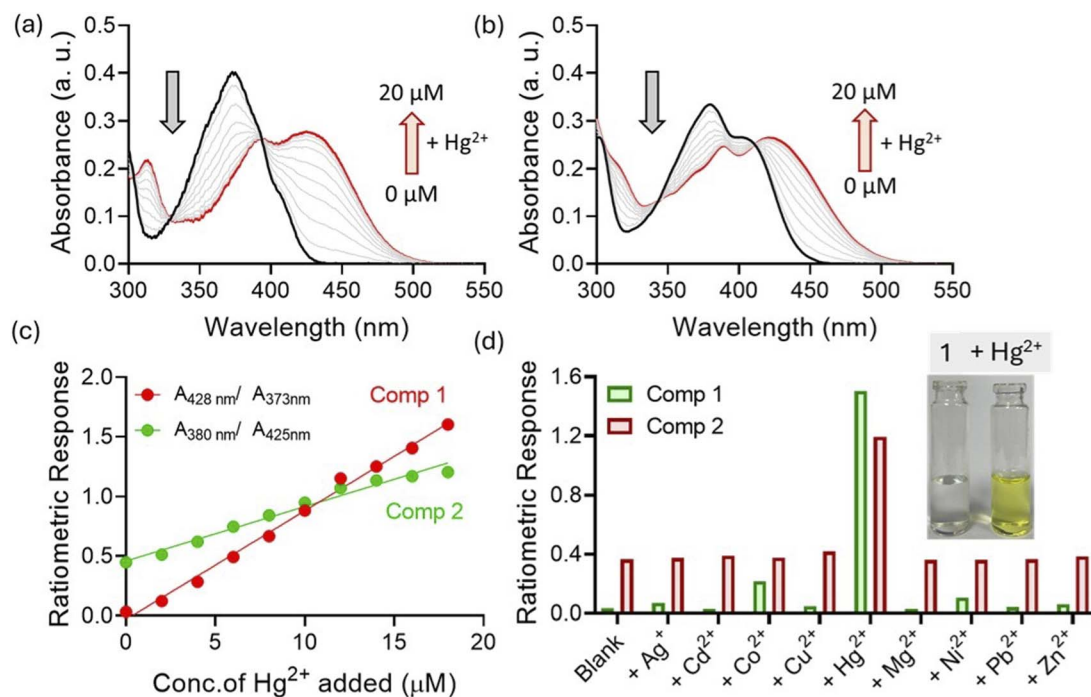 (a)
0.5
0.4
0.3
0.2
0.1
0.0
Absorbance (a. u.)
300 350 400 450 500 550
Wavelength (nm)
20 µM
+ Hg²⁺
0 µM
(b)
0.5
0.4
0.3
0.2
0.1
0.0
Absorbance (a. u.)
300 350 400 450 500 550
Wavelength (nm)
20 µM
+ Hg²⁺
0 µM
(c)
2.0
1.5
1.0
0.5
0.0
Ratiometric Response
0 5 10 15 20
Conc.of Hg²⁺ added (µM)
A₄₂₈ ₙₘ/ A₃₇₃ₙₘ
A₃₈₀ ₙₘ/ A₄₂₅ₙₘ
Comp 1
Comp 2
(d)
1.6
1.2
0.8
0.4
0.0
Ratiometric Response
Comp 1
Comp 2
1 + Hg²⁺
Blank
+ Ag⁺
+ Cd²⁺
+ Co²⁺
+ Cu²⁺
+ Hg²⁺
+ Mg²⁺
+ Ni²⁺
+ Pb²⁺
+ Zn²⁺